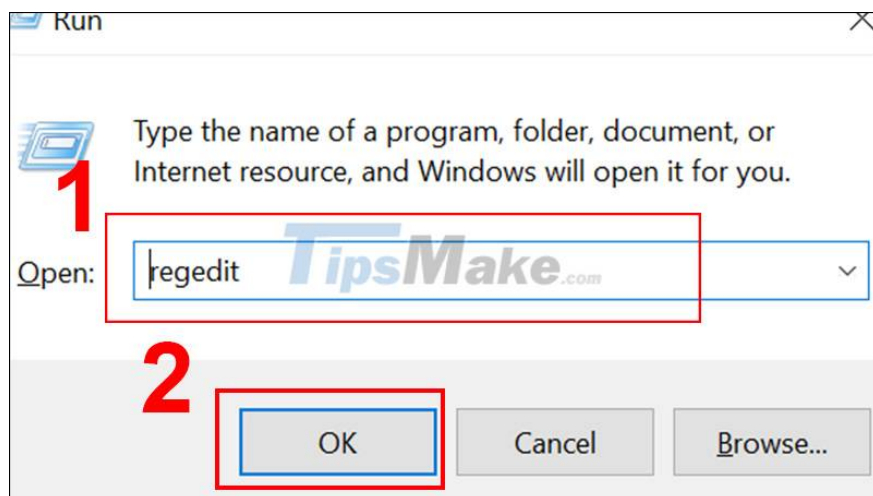 Run
Type the name of a program, folder, document, or
Internet resource, and Windows will open it for you.
1
Open: regedit TipsMake.com
2
OK Cancel Browse...